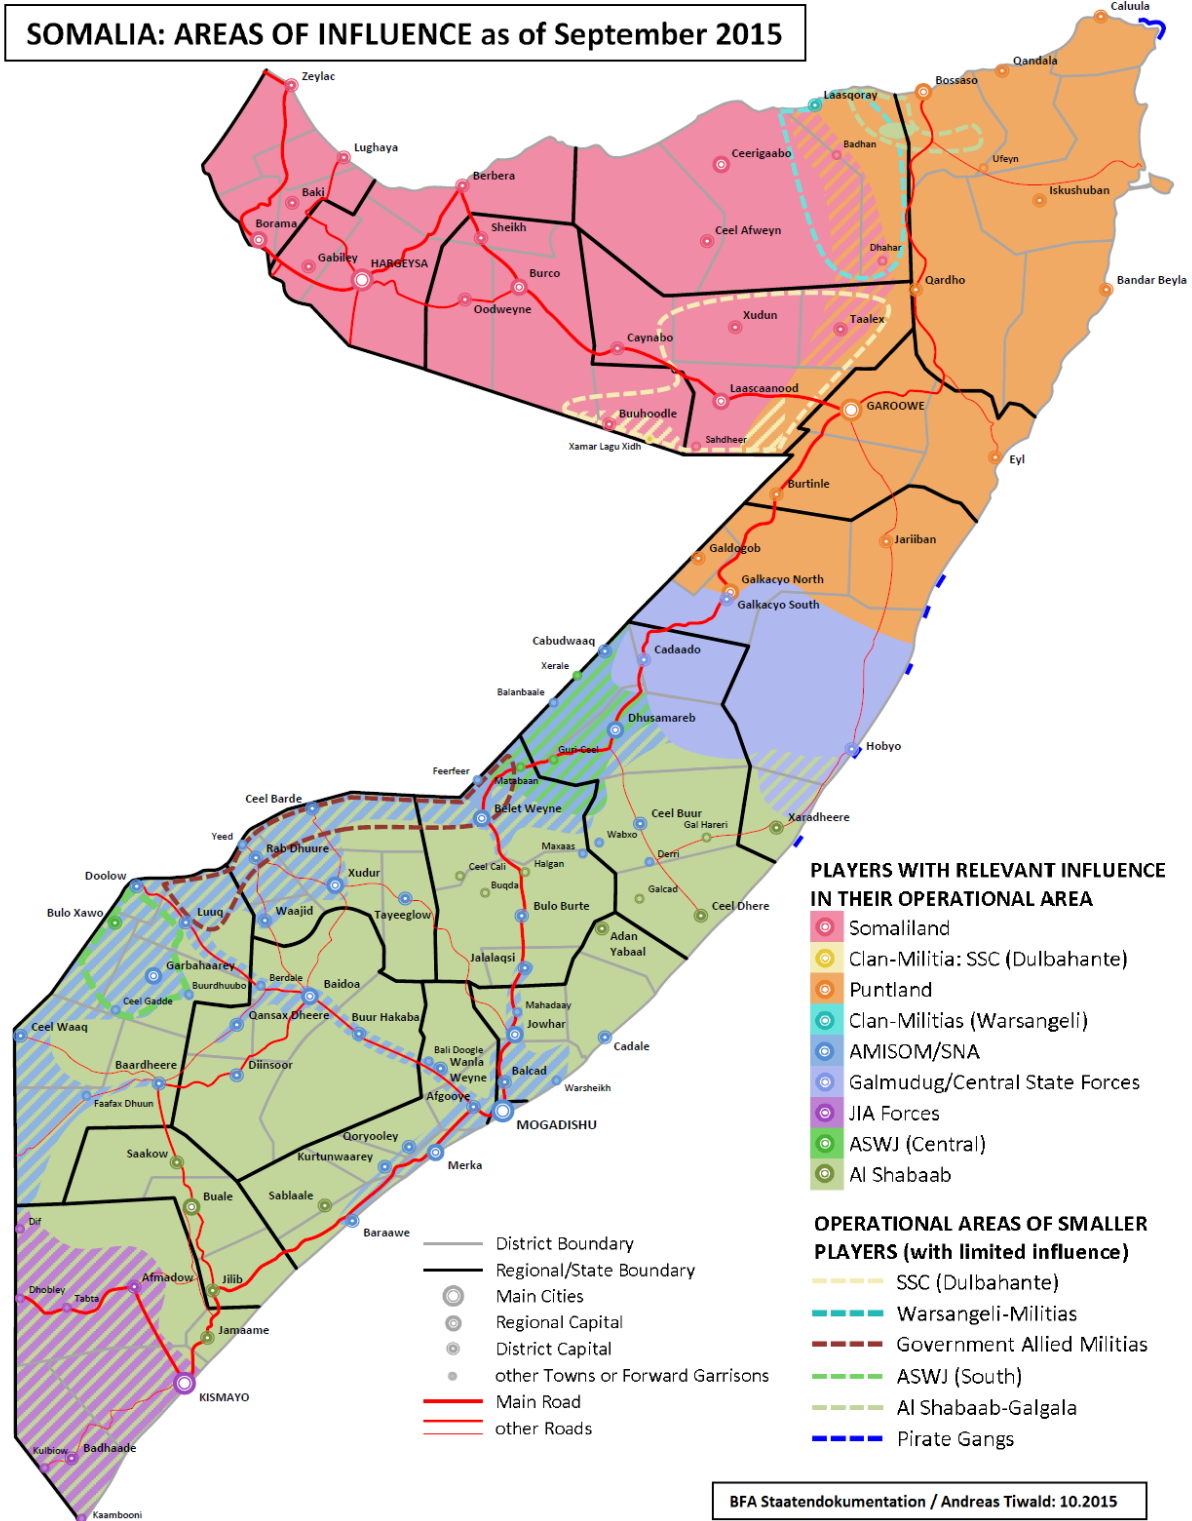 SOMALIA: AREAS OF INFLUENCE as of September 2015
Caluula
Qandala
Bossaso
Zeylac
Laasqoray
Lughaya
Badhan
Ceerigaabo
Ufeyn
Berbera
Iskushuban
Baki
Borama
Sheikh
Ceel Afweyn
Dhahar
Gabiley
HARGEYSA
Burco
Qardho
Bandar Beyla
Oodweyne
Xudun
Taalex
Caynabo
Laascaanood
GAROOWE
Buuhoodle
Xamar Lagu Xidh
Sahdheer
Eyl
Burtinle
Jariiban
Galdogob
Galkacyo North
Galkacyo South
Cabudwaaq
Cadaado
Xerale
Balanbaale
Dhusamareb
Hobyo
Guri-Ceel
Feerfeer
Matabaan
Ceel Barde
Belet Weyne
Ceel Buur
Xaradheere
Gal Hareri
Yeed
Wabxo
Rab Dhuure
Maxaas
Derri
Ceel Cali
Halgan
Doolow
Xudur
Buqda
Galcad
Bulo Xawo
Luuq
Waajid
Tayeeglow
Bulo Burte
Ceel Dhere
Adan
Yabaal
Garbahaarey
Jalalaqsi
Berdale
Buurdhuubo
Baidoa
Ceel Gadde
Mahadaay
Ceel Waaq
Qansax Dheere
Buur Hakaba
Jowhar
Cadale
Bali Doogle
Baardheere
Diinsoor
Wanla
Weyne
Balcad
Warsheikh
Faafax Dhuun
Afgooye
MOGADISHU
Qoryooley
Saakow
Kurtunwaarey
Merka
Buale
Sablaale
Dif
Baraawe
Afmadow
Jilib
Dhobley
Tabta
Jamaame
KISMAYO
Kulbiow
Badhaade
Kaambooni
PLAYERS WITH RELEVANT INFLUENCE
IN THEIR OPERATIONAL AREA
Somaliland
Clan-Militia: SSC (Dulbahante)
Puntland
Clan-Militias (Warsangeli)
AMISOM/SNA
Galmudug/Central State Forces
JIA Forces
ASWJ (Central)
Al Shabaab
OPERATIONAL AREAS OF SMALLER
PLAYERS (with limited influence)
SSC (Dulbahante)
Warsangeli-Militias
Government Allied Militias
ASWJ (South)
Al Shabaab-Galgala
Pirate Gangs
District Boundary
Regional/State Boundary
Main Cities
Regional Capital
District Capital
other Towns or Forward Garrisons
Main Road
other Roads
BFA Staatendokumentation / Andreas Tiwald: 10.2015